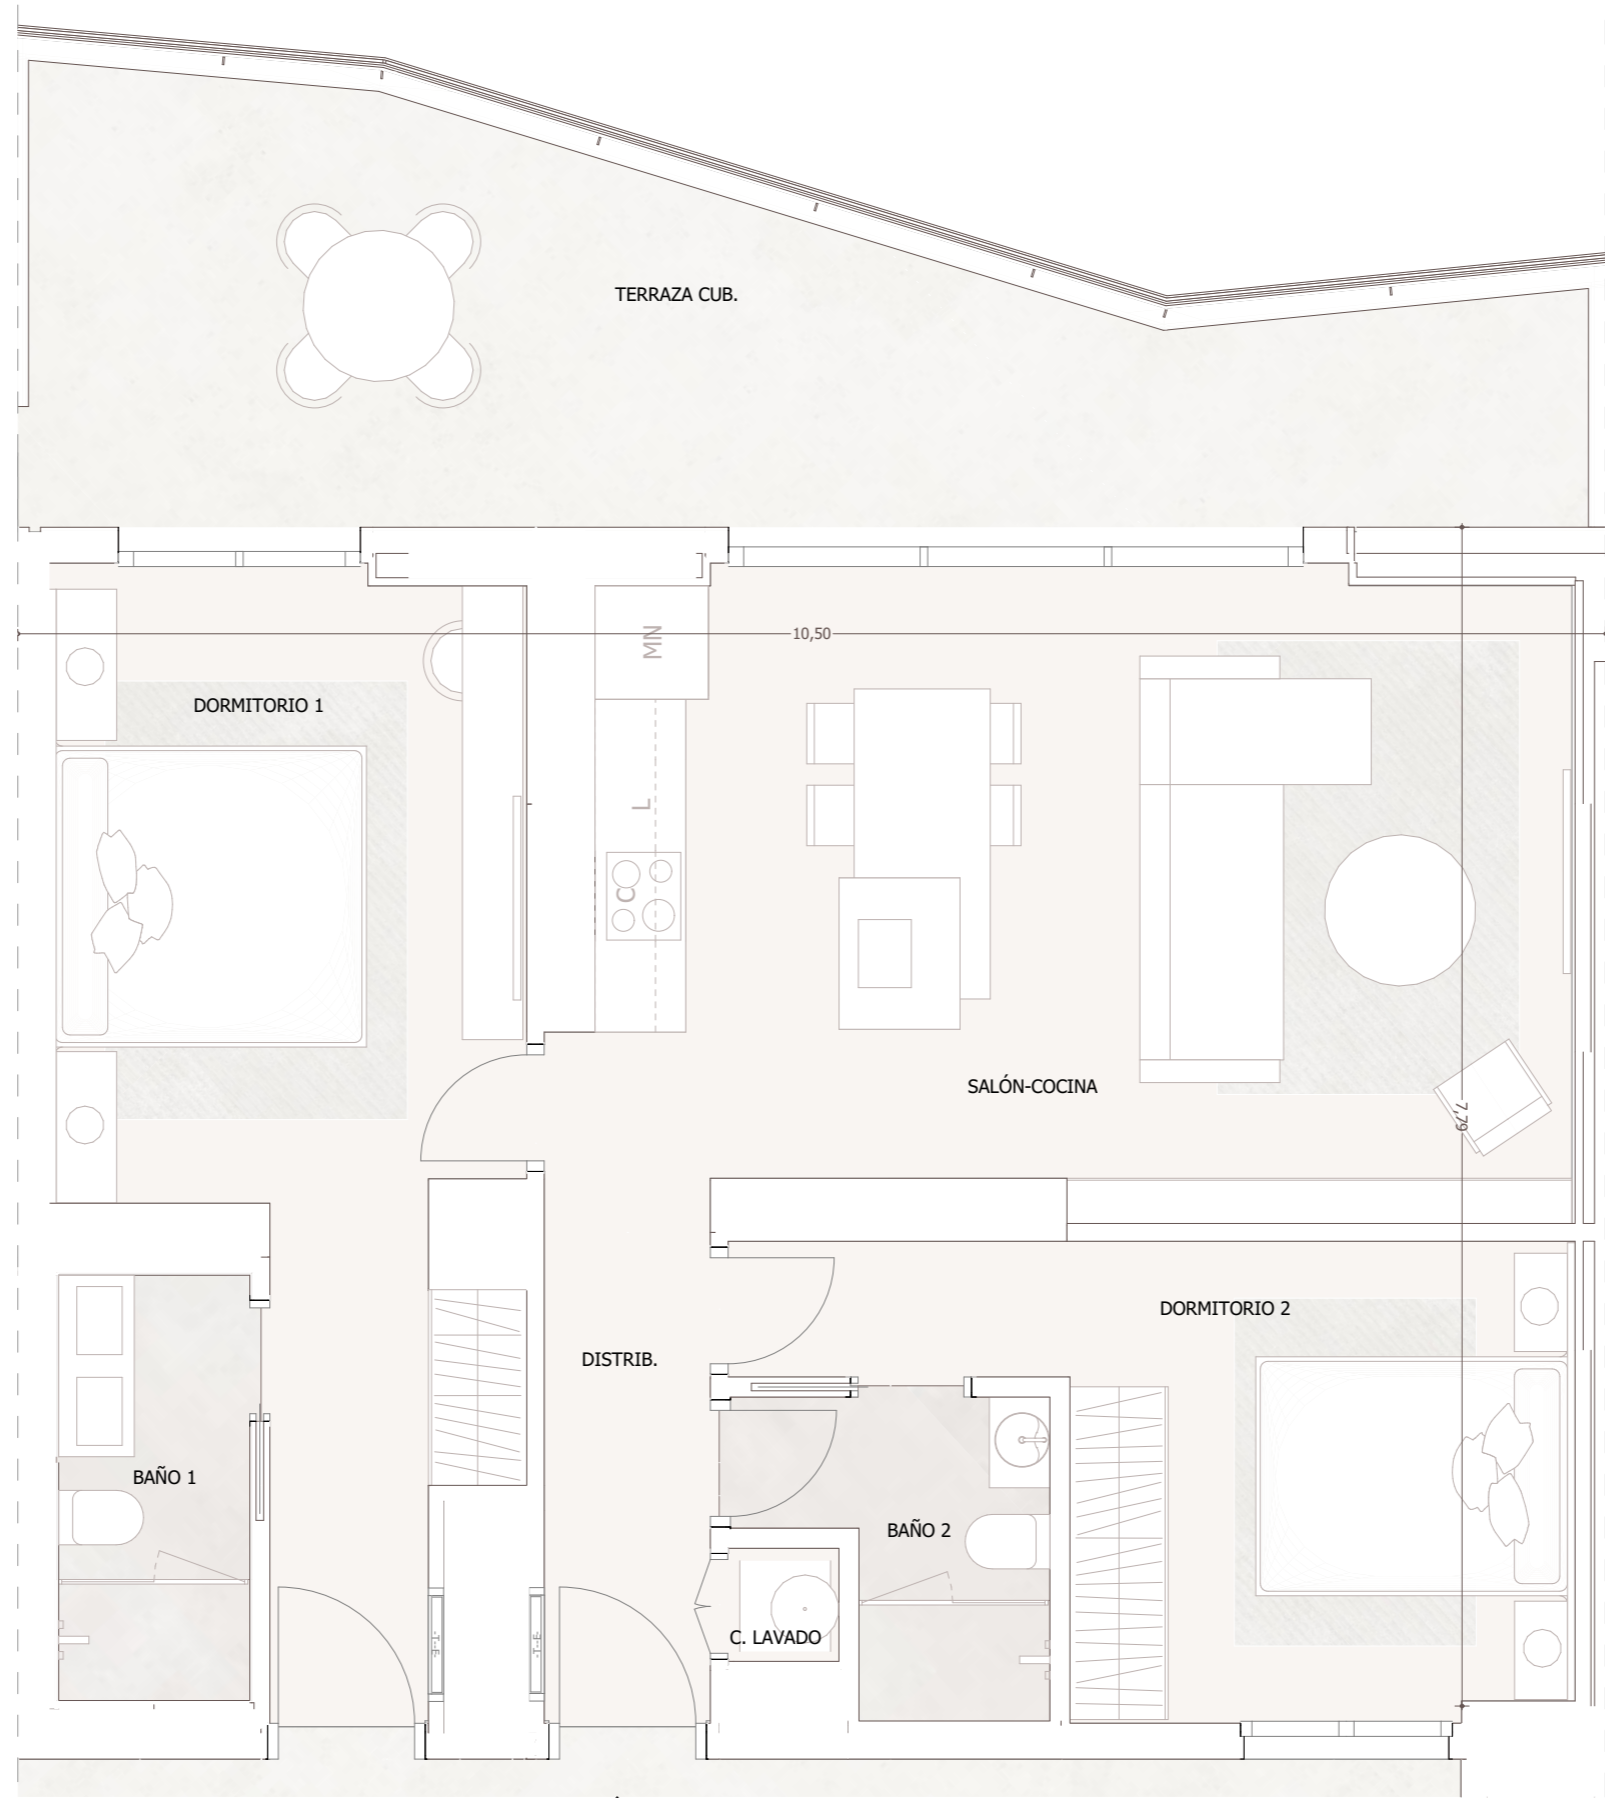 TERRAZA CUB.
10,50
MN
DORMITORIO 1
L
C
SALÓN-COCINA
7,79
DORMITORIO 2
DISTRIB.
BAÑO 1
BAÑO 2
C. LAVADO
-T--E-
-T--E-